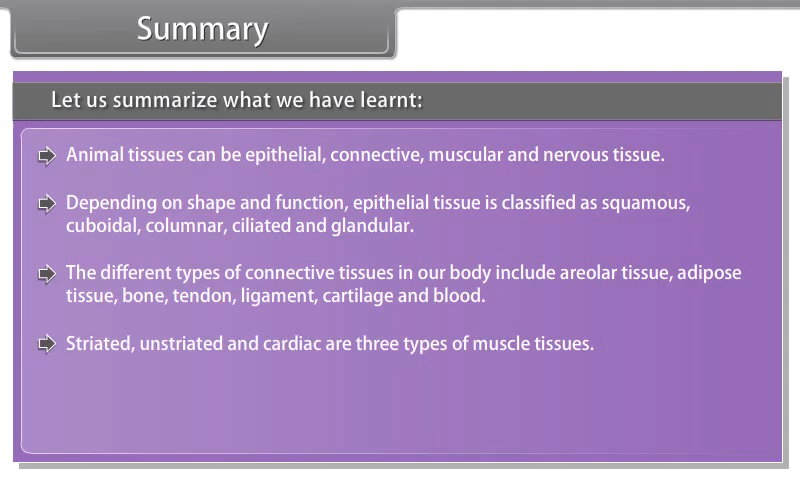 Summary
Let us summarize what we have learnt:
Animal tissues can be epithelial, connective, muscular and nervous tissue.
Depending on shape and function, epithelial tissue is classified as squamous,
cuboidal, columnar, ciliated and glandular.
The different types of connective tissues in our body include areolar tissue, adipose
tissue, bone, tendon, ligament, cartilage and blood.
Striated, unstriated and cardiac are three types of muscle tissues.